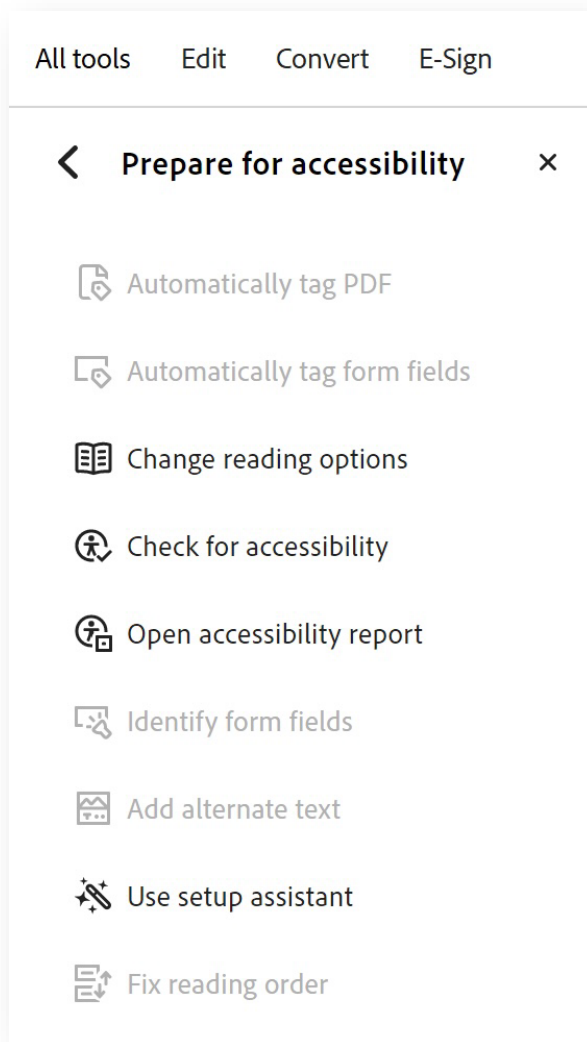 All tools Edit Convert E-Sign
Prepare for accessibility
Automatically tag PDF
Automatically tag form fields
Change reading options
Check for accessibility
Open accessibility report
Identify form fields
Add alternate text
Use setup assistant
Fix reading order